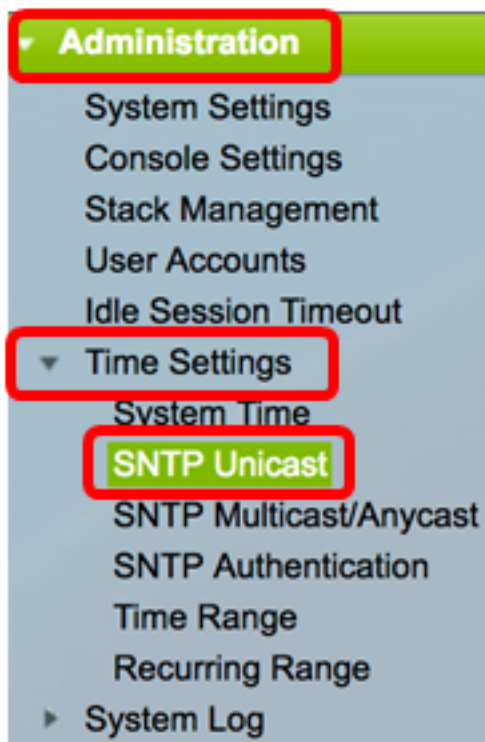 Administration
System Settings
Console Settings
Stack Management
User Accounts
Idle Session Timeout
Time Settings
System Time
SNTP Unicast
SNTP Multicast/Anycast
SNTP Authentication
Time Range
Recurring Range
System Log